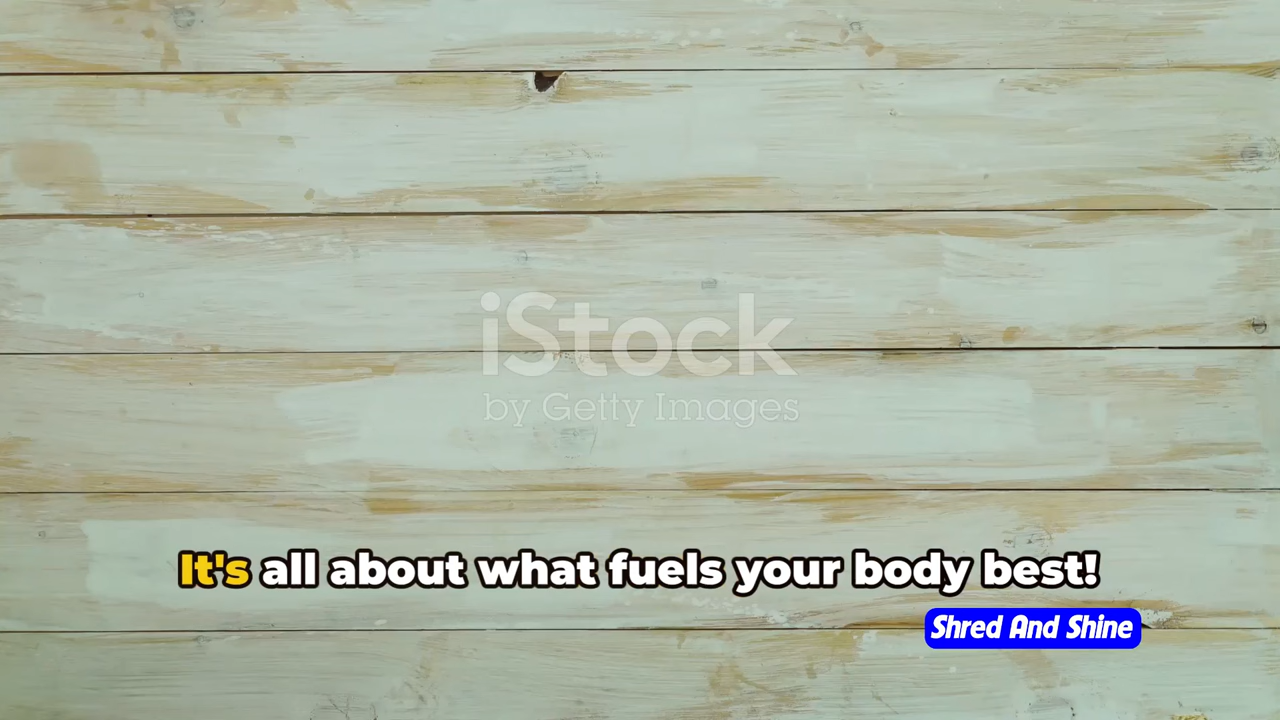 iStock
by Getty Images
It's all about what fuels your body best!
Shred And Shine